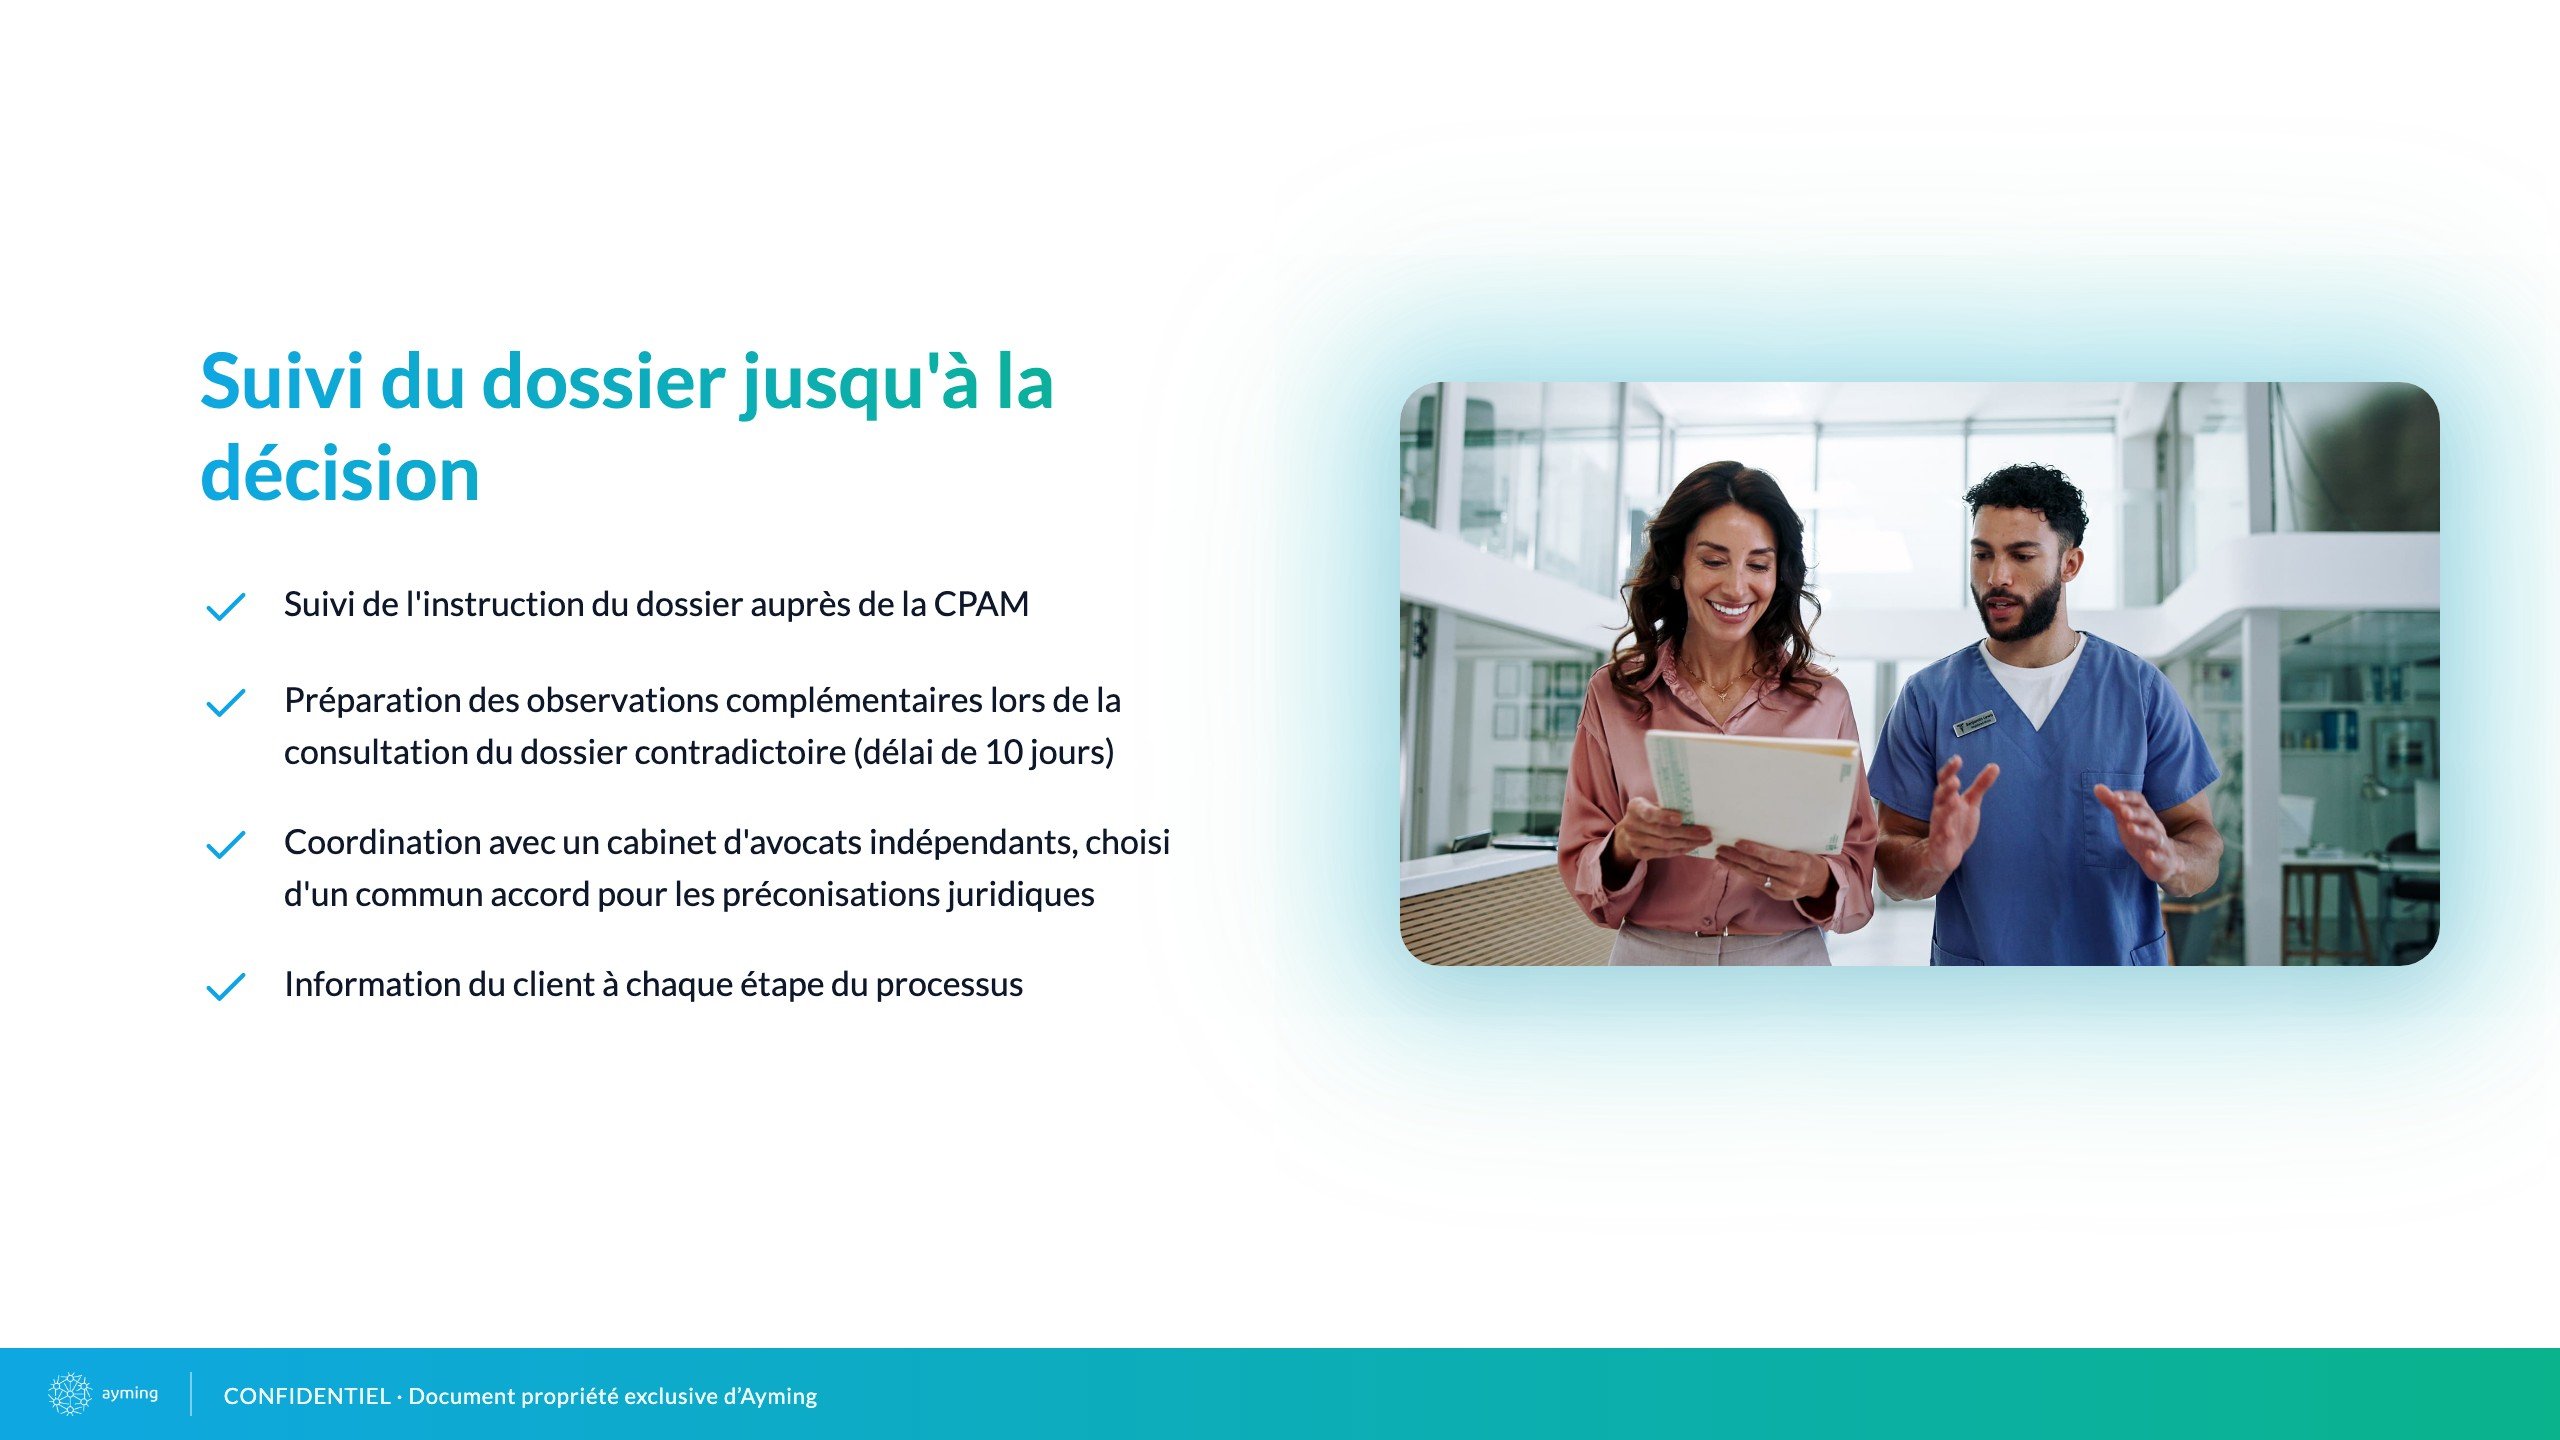 Suivi du dossier jusqu'à la
décision
Suivi de l'instruction du dossier auprès de la CPAM
Préparation des observations complémentaires lors de la
consultation du dossier contradictoire (délai de 10 jours)
Coordination avec un cabinet d'avocats indépendants, choisi
d'un commun accord pour les préconisations juridiques
Information du client à chaque étape du processus
ayming
CONFIDENTIEL · Document propriété exclusive d’Ayming